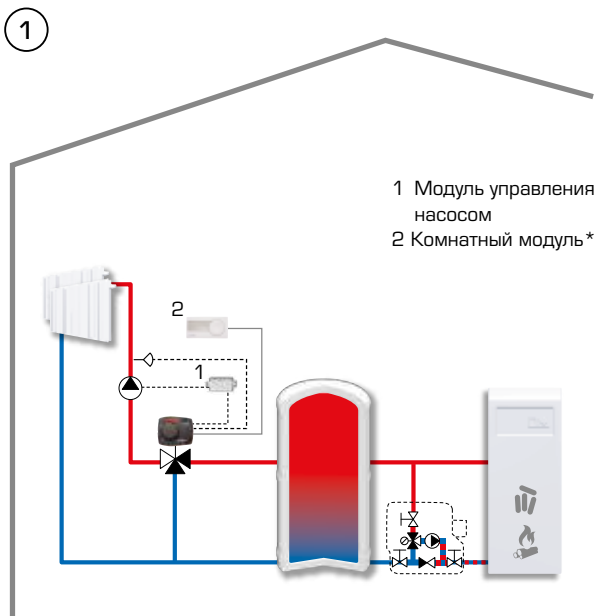 1
1 Модуль управления
насосом
2 Комнатный модуль*
2
1